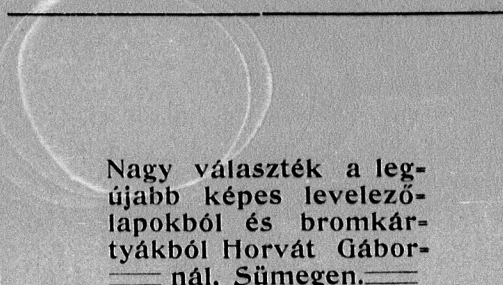 Nagy választék a leg-
újabb képes levelező-
lapokból és bromkár-
tyákból Horvát Gábor-
nál, Sümegen.